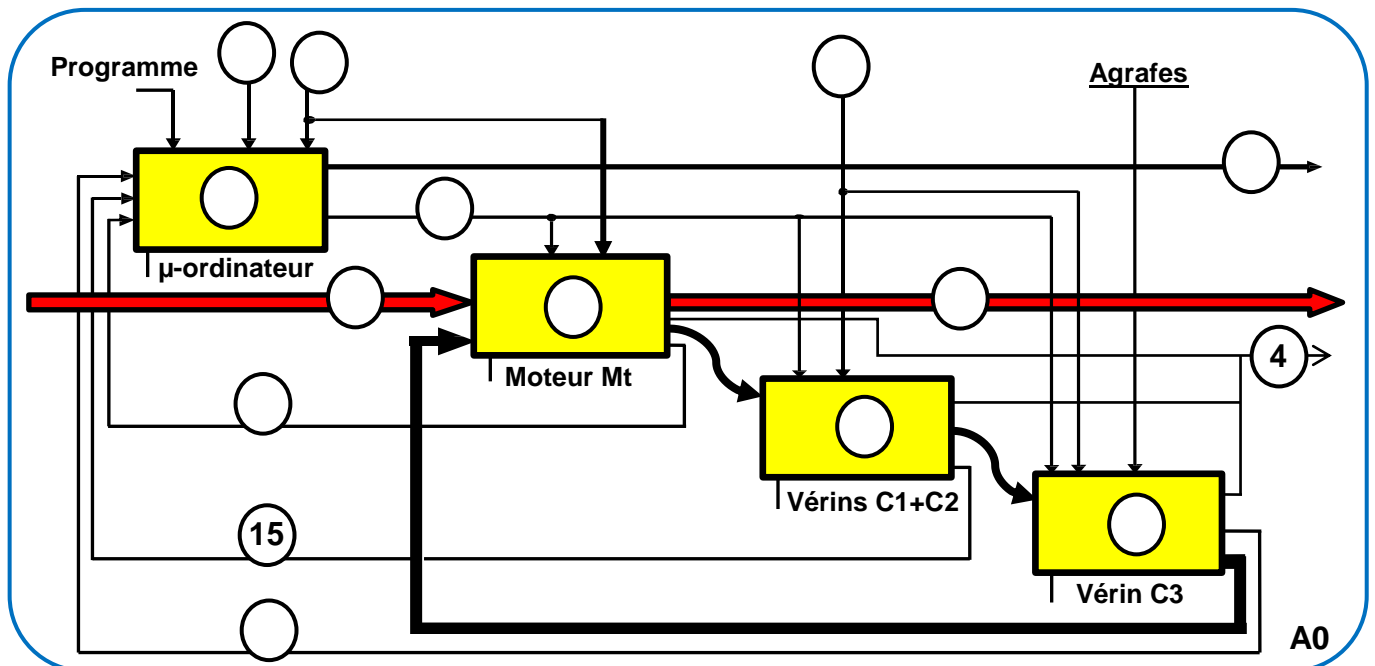 Programme
Agrafes
µ-ordinateur
Moteur Mt
4
Vérins C1+C2
15
Vérin C3
A0